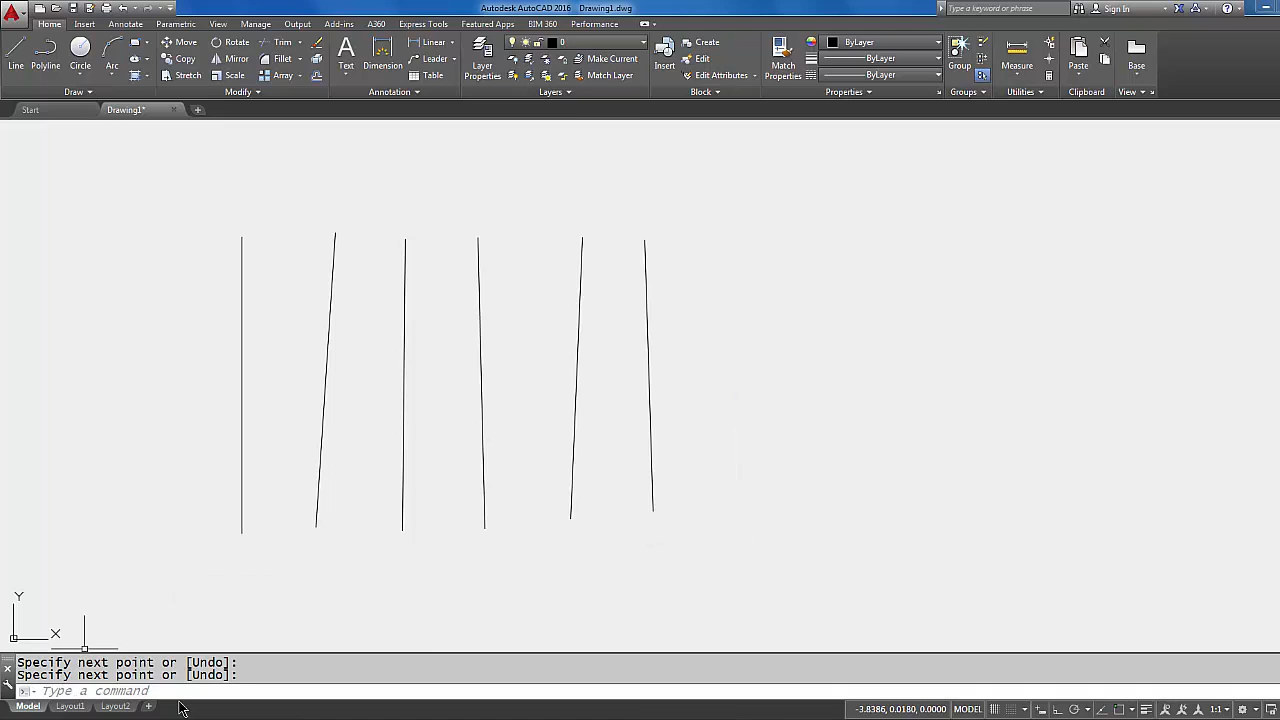 Autodesk AutoCAD 2016   Drawing1.dwg
Type a keyword or phrase
Sign In
Home Insert Annotate Parametric View Manage Output Add-ins A360 Express Tools Featured Apps BIM 360 Performance
Line Polyline Circle Arc
Move Rotate Trim
Copy Mirror Fillet
Stretch Scale Array
Text Dimension
Linear
Leader
Table
Layer Properties
0
Make Current
Match Layer
Insert
Create
Edit
Edit Attributes
Match Properties
ByLayer
ByLayer
ByLayer
Group Measure Paste Base
Draw Modify Annotation Layers Block Properties Groups Utilities Clipboard View
Start Drawing1*
Y
X
Specify next point or [Undo]:
Specify next point or [Undo]:
Type a command
Model Layout1 Layout2
-3.8386, 0.0180, 0.0000 MODEL 1:1